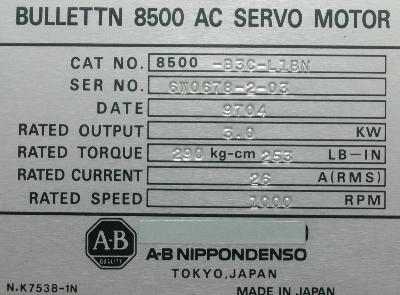 BULLETTN 8500 AC SERVO MOTOR
CAT NO. 8500 -B3C-L1BN
SER NO. 6W0678-2-03
DATE 9704
RATED OUTPUT 3.0 KW
RATED TORQUE 290 kg-cm 253 LB-IN
RATED CURRENT 26 A(RMS)
RATED SPEED 1000 RPM
A-B
QUALITY
A-B NIPPONDENSO
TOKYO, JAPAN
N.K7538-1N MADE IN JAPAN